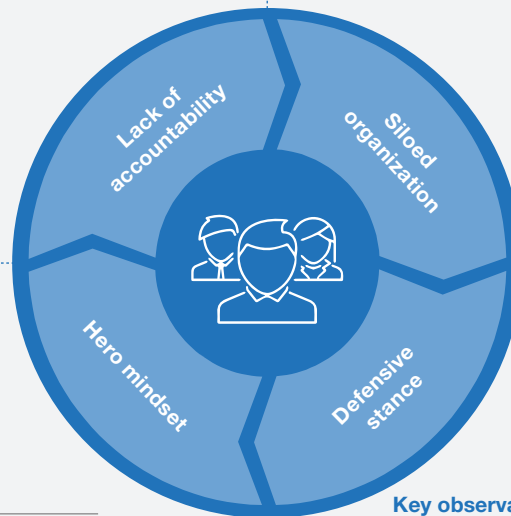 Lack of
accountability
Siloed
organization
Hero mindset
Defensive
stance
Key observa